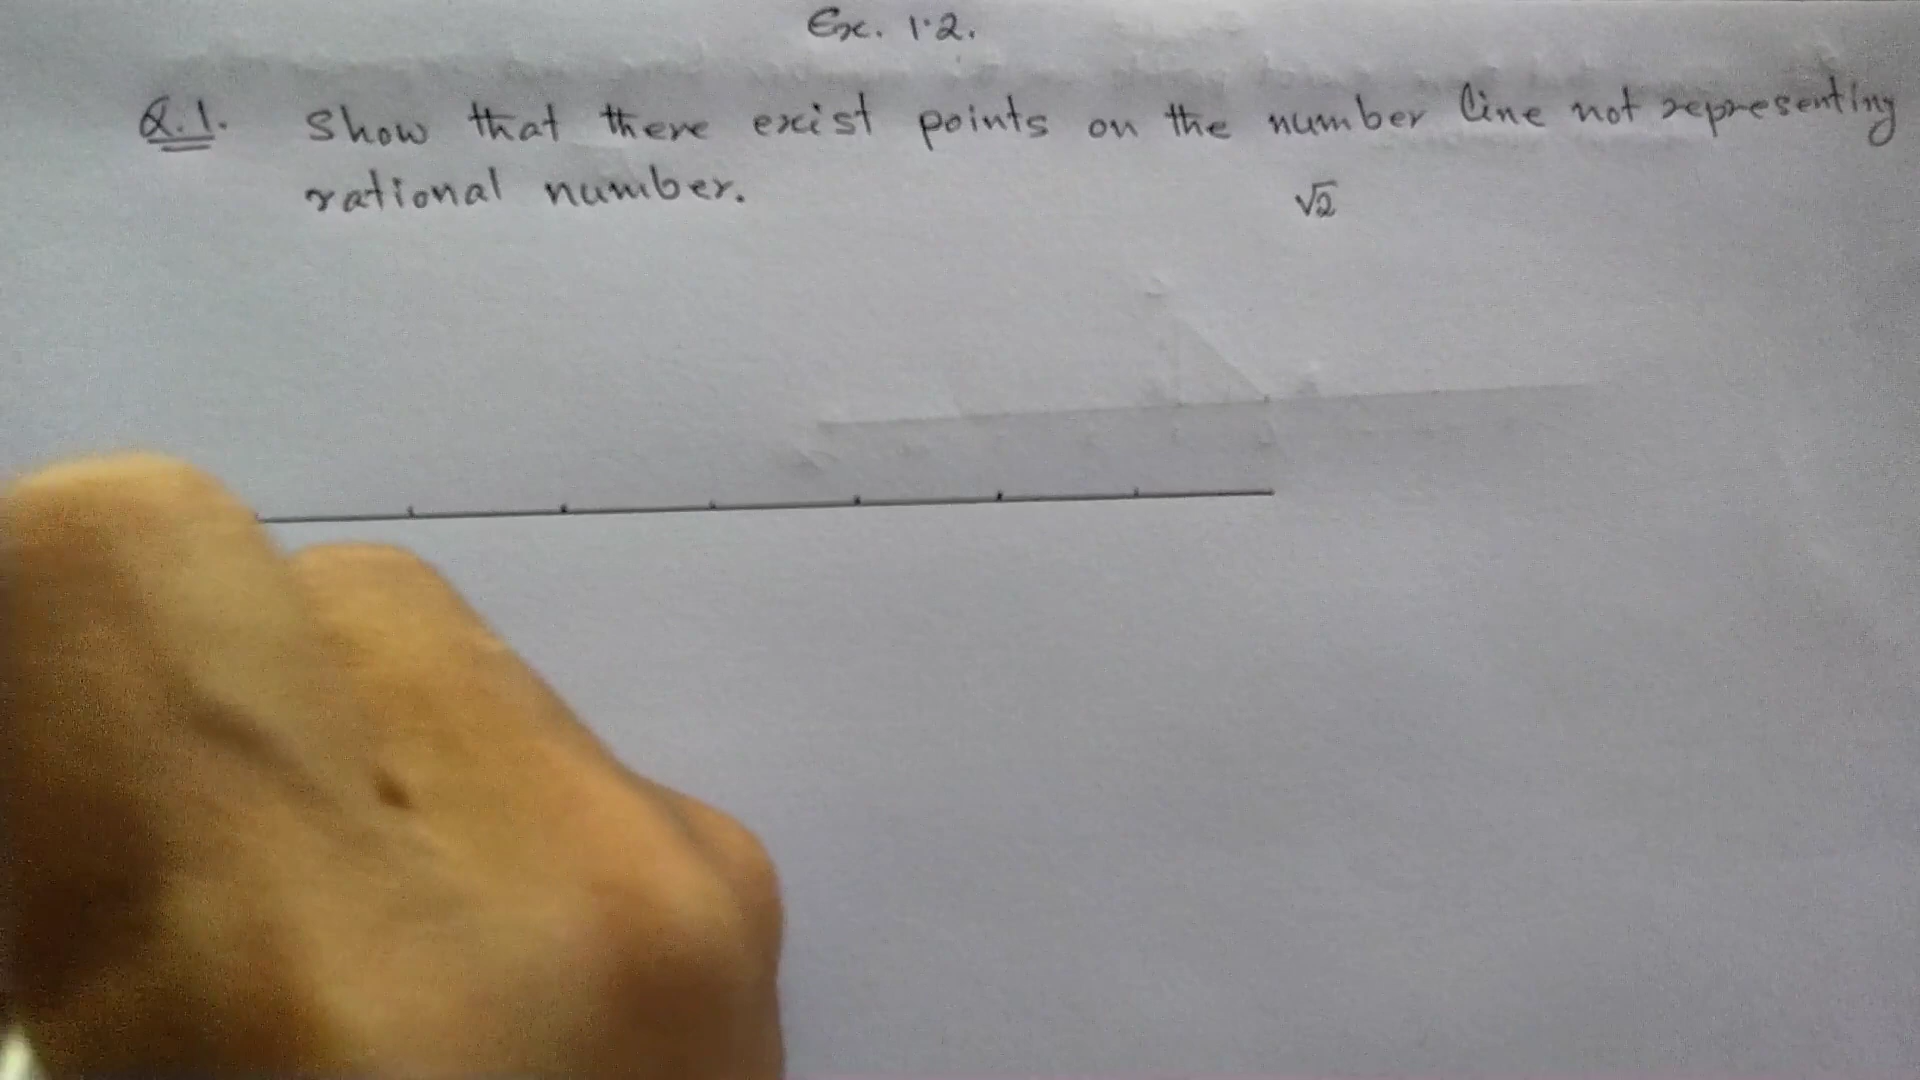 Ex. 1.2.
Q.1. Show that there exist points on the number line not representing
rational number.
√2